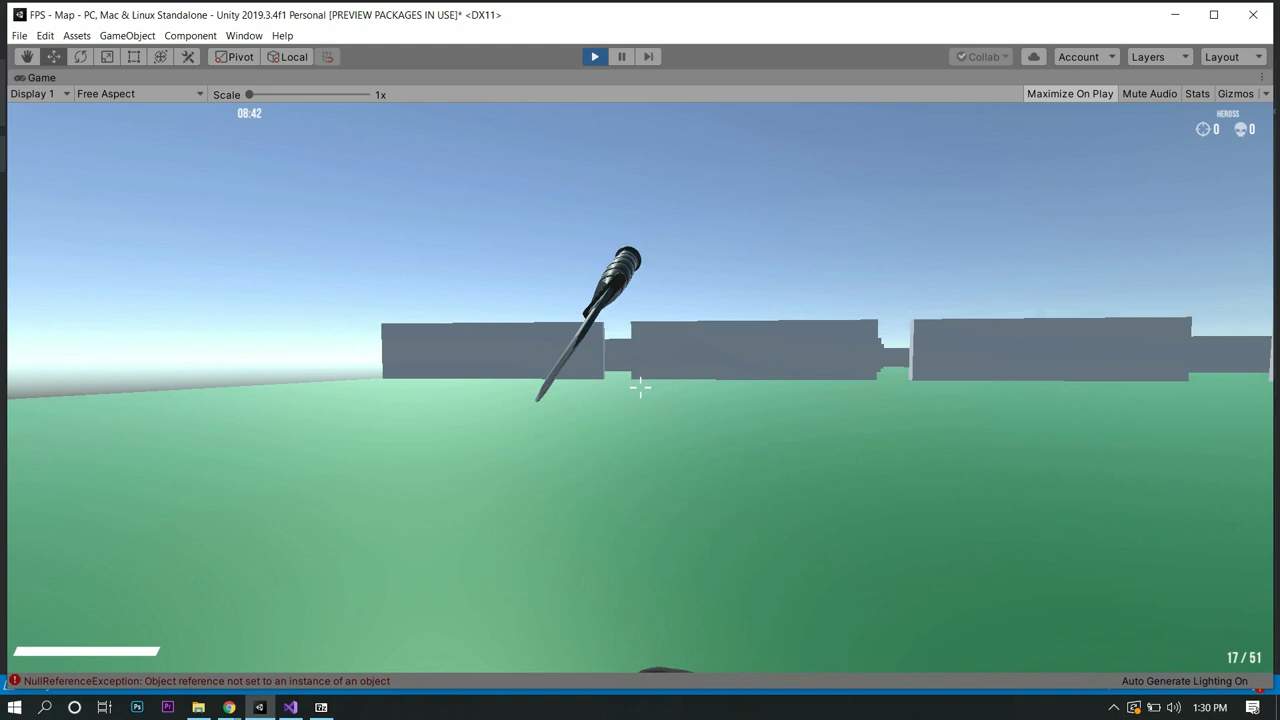 FPS - Map - PC, Mac & Linux Standalone - Unity 2019.3.4f1 Personal [PREVIEW PACKAGES IN USE]* <DX11>
File Edit Assets GameObject Component Window Help
Pivot Local Collab Account Layers Layout
Game
Display 1 Free Aspect Scale 1x Maximize On Play Mute Audio Stats Gizmos
08:42
HEROSS
0 0
17 / 51
NullReferenceException: Object reference not set to an instance of an object Auto Generate Lighting On
Ps Pr 1:30 PM